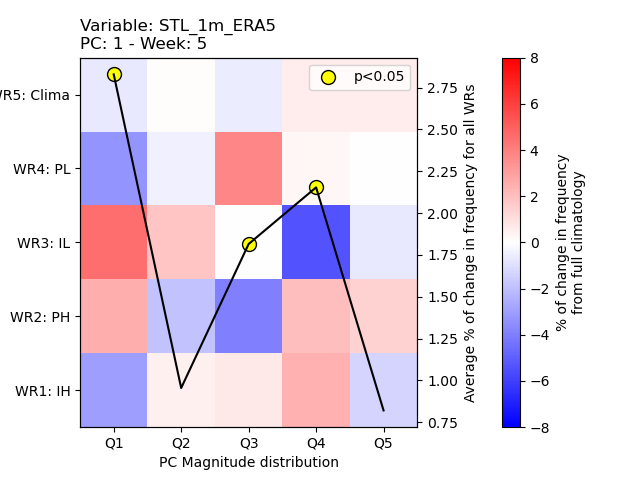 Variable: STL_1m_ERA5
PC: 1 - Week: 5
p<0.05
WR5: Clima
WR4: PL
WR3: IL
WR2: PH
WR1: IH
Q1 Q2 Q3 Q4 Q5
PC Magnitude distribution
2.75
2.50
2.25
2.00
1.75
1.50
1.25
1.00
0.75
Average % of change in frequency for all WRs
8
6
4
2
0
−2
−4
−6
−8
% of change in frequency
from full climatology